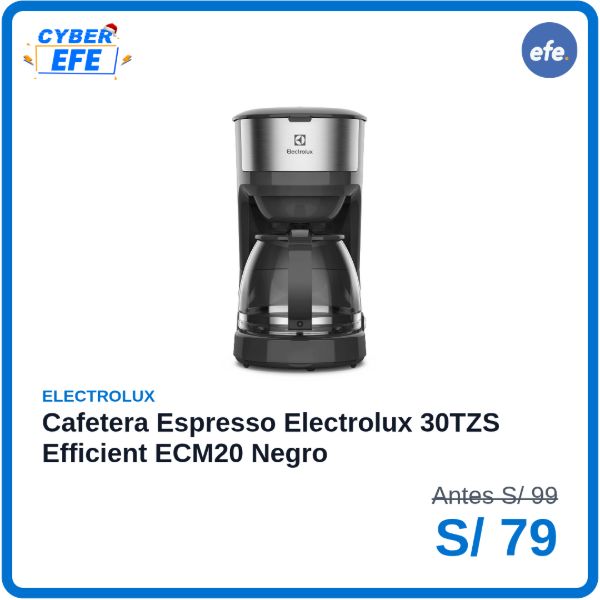 CYBER
EFE
efe.
Electrolux
ELECTROLUX
Cafetera Espresso Electrolux 30TZS
Efficient ECM20 Negro
Antes S/ 99
S/ 79